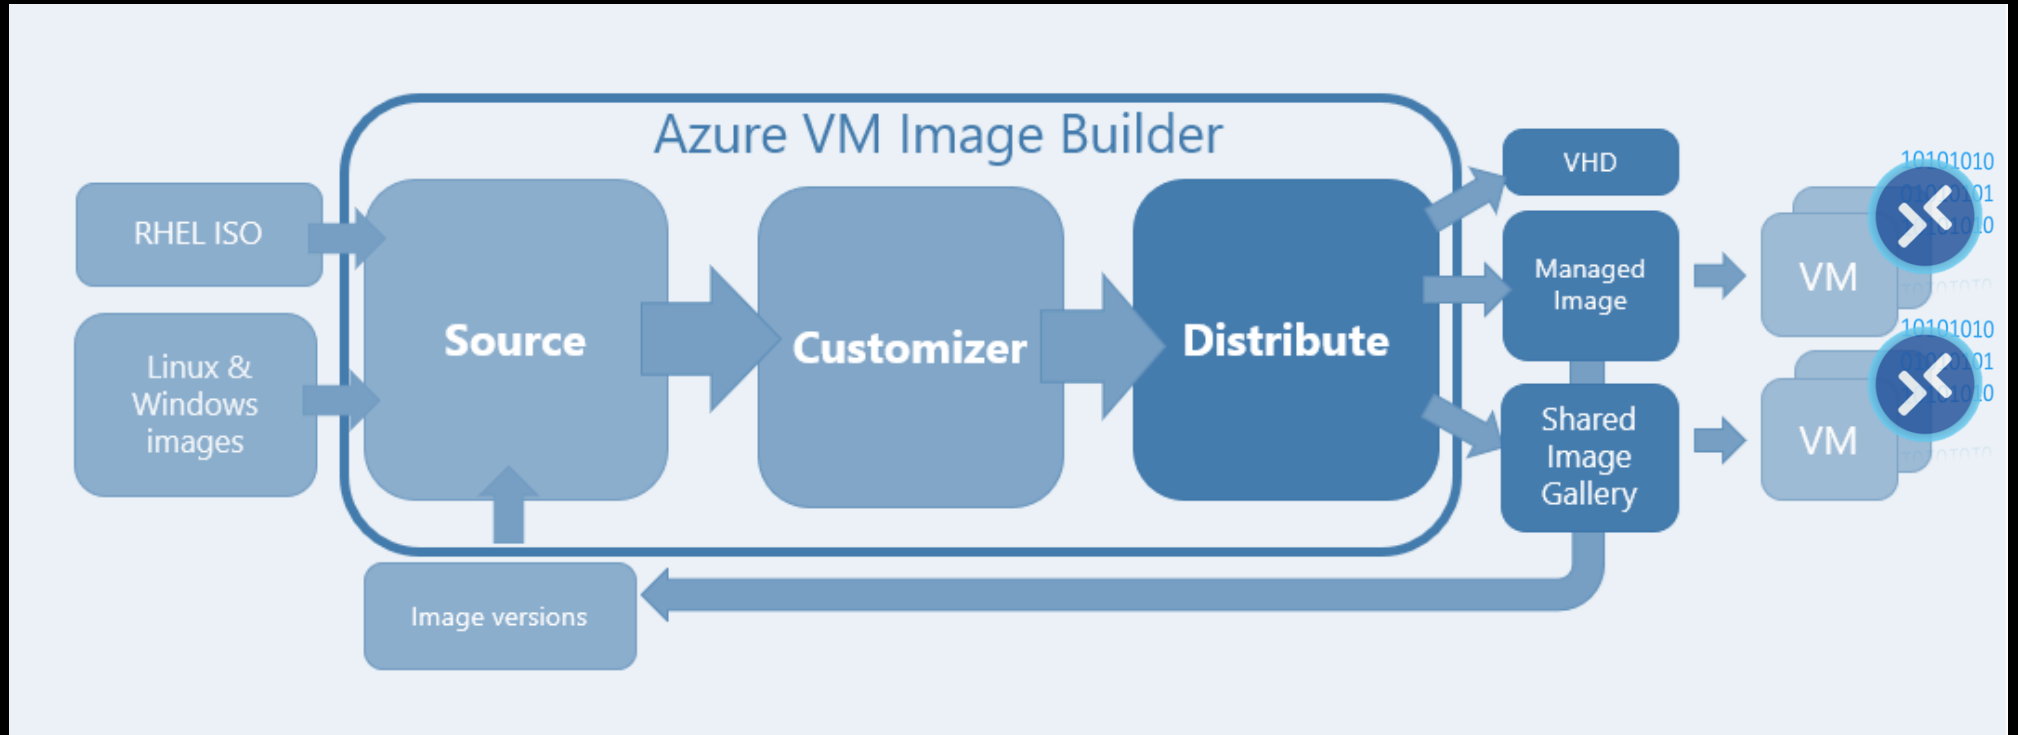 Azure VM Image Builder
RHEL ISO
Linux &
Windows
images
Source
Customizer
Distribute
Image versions
VHD
Managed
Image
Shared
Image
Gallery
VM
10101010
VM
10101010